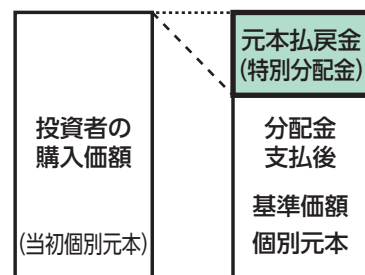 投資者の
購入価額
(当初個別元本)
元本払戻金
(特別分配金)
分配金
支払後
基準価額
個別元本